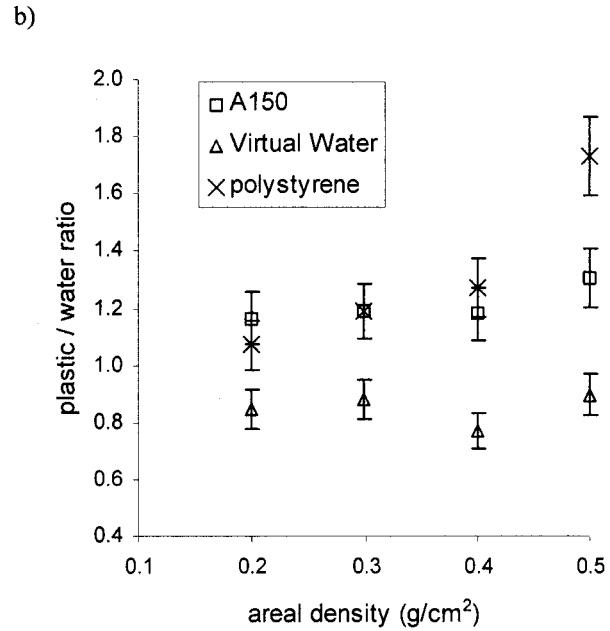 b)
2.0
1.8
1.6
1.4
1.2
1.0
0.8
0.6
0.4
plastic / water ratio
A150
Virtual Water
polystyrene
0.1 0.2 0.3 0.4 0.5
areal density (g/cm²)